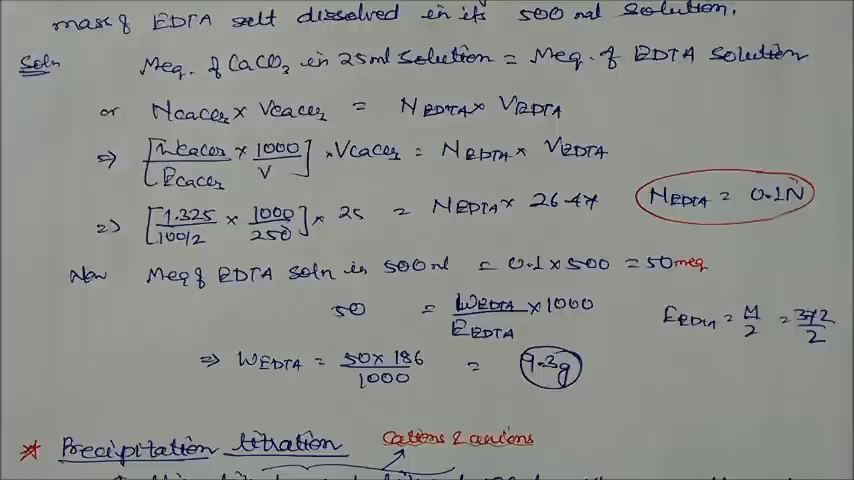 mass of EDTA salt dissolved in its 500 ml solution.
Soln Meq. of CaCO3 in 25ml solution = Meq. of EDTA solution
or NCaCO3 × VCaCO3 = NEDTA × VEDTA
⇒ [WCaCO3/ECaCO3 × 1000/V] × VCaCO3 = NEDTA × VEDTA
⇒ [1.325/100/2 × 1000/250] × 25 = NEDTA × 26.47 NEDTA = 0.1N
Now Meq of EDTA soln in 500ml = 0.1 × 500 = 50meq
50 = WEDTA/EEDTA × 1000 EEDTA = M/2 = 372/2
⇒ WEDTA = 50 × 186/1000 = 9.3g
* Precipitation titration Cations & anions